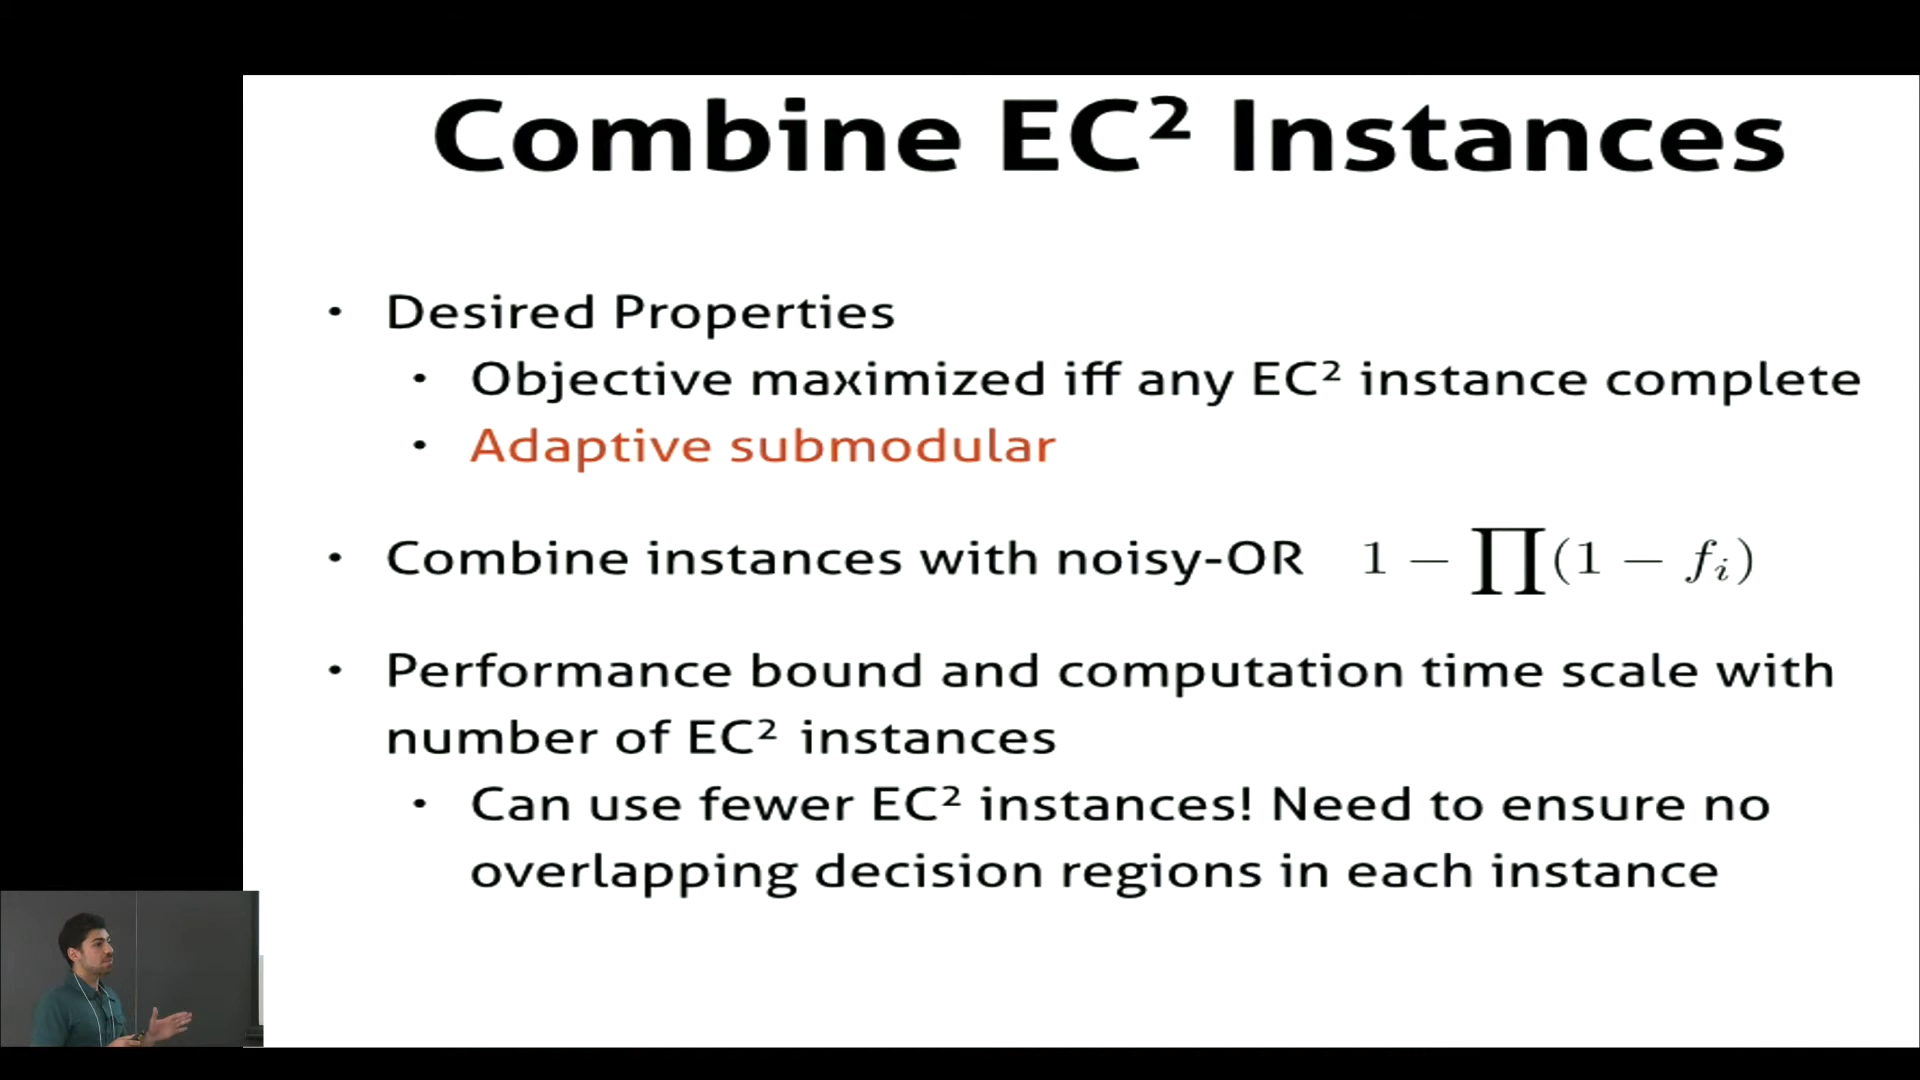 Combine EC² Instances
• Desired Properties
• Objective maximized iff any EC² instance complete
• Adaptive submodular
• Combine instances with noisy-OR 1 − ∏(1 − fᵢ)
• Performance bound and computation time scale with
number of EC² instances
• Can use fewer EC² instances! Need to ensure no
overlapping decision regions in each instance